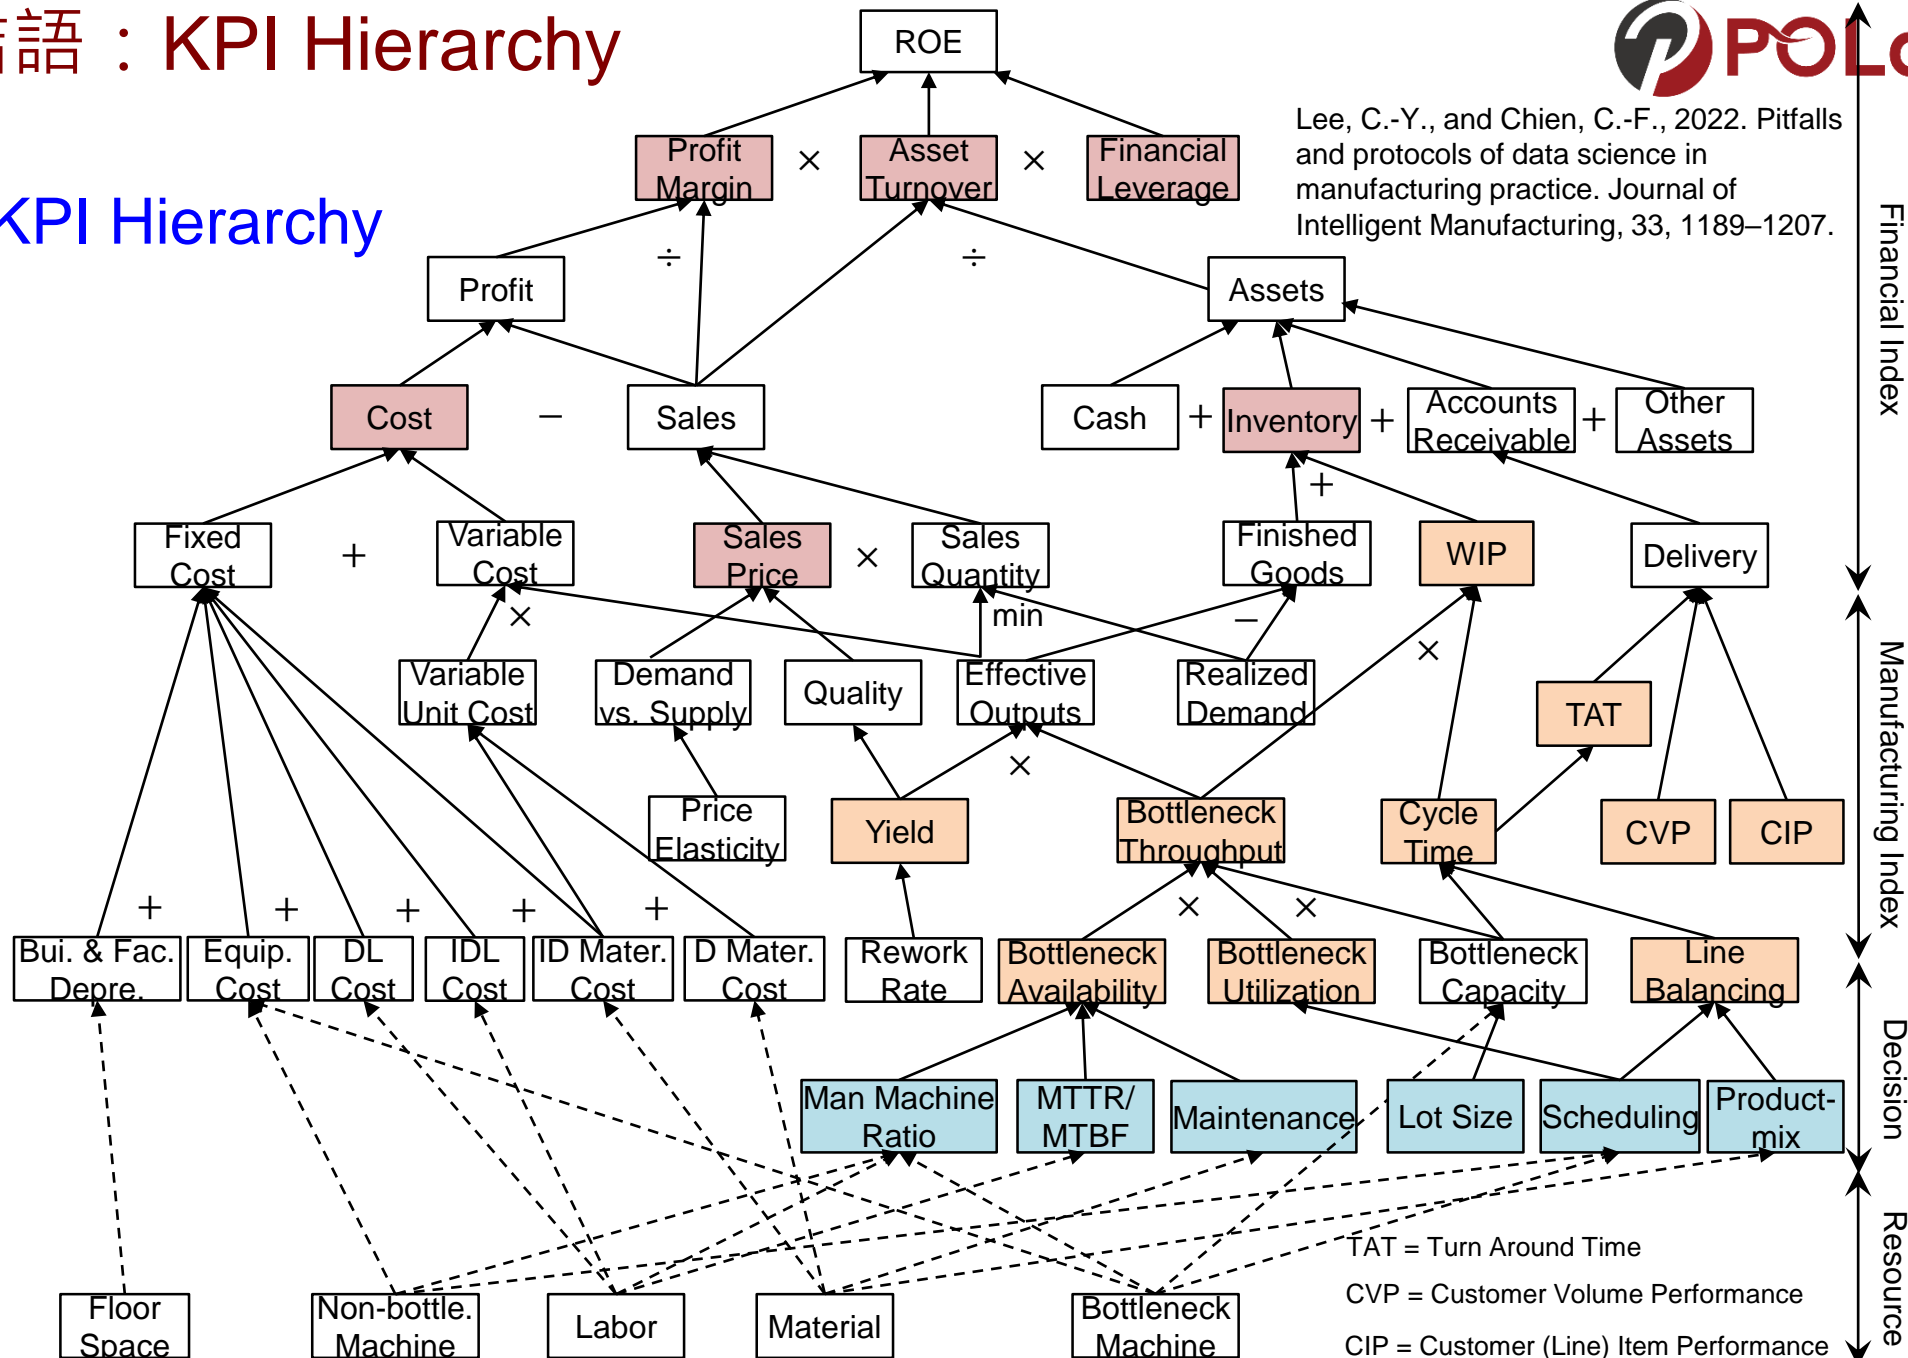 語：KPI Hierarchy
KPI Hierarchy
Lee, C.-Y., and Chien, C.-F., 2022. Pitfalls
and protocols of data science in
manufacturing practice. Journal of
Intelligent Manufacturing, 33, 1189–1207.
ROE
Profit
Margin
×
Asset
Turnover
×
Financial
Leverage
÷
÷
Profit
Assets
Cost
−
Sales
Cash
+
Inventory
+
Accounts
Receivable
+
Other
Assets
+
Fixed
Cost
+
Variable
Cost
Sales
Price
×
Sales
Quantity
Finished
Goods
WIP
Delivery
×
min
−
×
Variable
Unit Cost
Demand
vs. Supply
Quality
Effective
Outputs
Realized
Demand
TAT
×
Price
Elasticity
Yield
Bottleneck
Throughput
Cycle
Time
CVP
CIP
+
+
+
+
+
×
×
Bui. & Fac.
Depre.
Equip.
Cost
DL
Cost
IDL
Cost
ID Mater.
Cost
D Mater.
Cost
Rework
Rate
Bottleneck
Availability
Bottleneck
Utilization
Bottleneck
Capacity
Line
Balancing
Man Machine
Ratio
MTTR/
MTBF
Maintenance
Lot Size
Scheduling
Product-
mix
Floor
Space
Non-bottle.
Machine
Labor
Material
Bottleneck
Machine
TAT = Turn Around Time
CVP = Customer Volume Performance
CIP = Customer (Line) Item Performance
Financial Index
Manufacturing Index
Decision
Resource